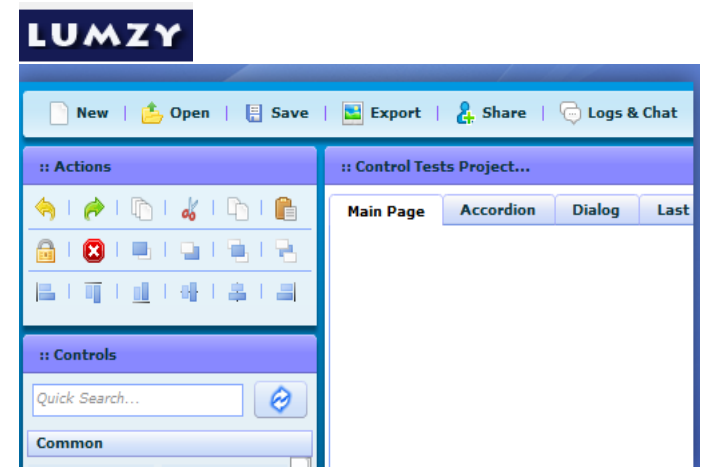 LUMZY
New | Open | Save | Export | Share | Logs & Chat
:: Actions
:: Control Tests Project...
Main Page Accordion Dialog Last
:: Controls
Quick Search...
Common